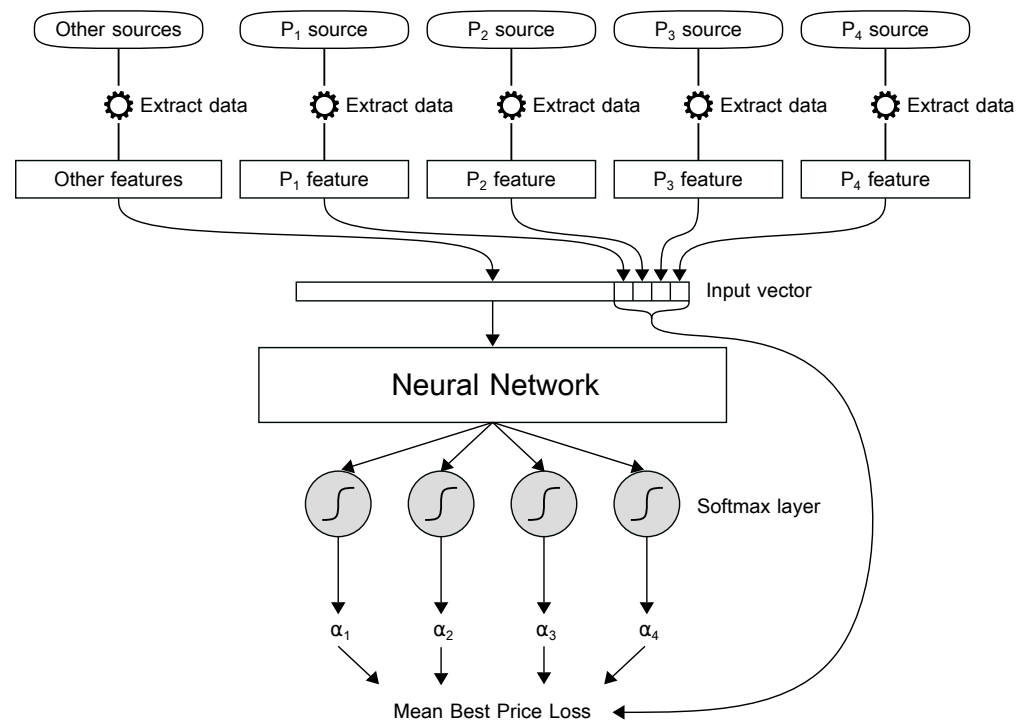 Other sources
P₁ source
P₂ source
P₃ source
P₄ source
Extract data
Extract data
Extract data
Extract data
Extract data
Other features
P₁ feature
P₂ feature
P₃ feature
P₄ feature
Input vector
Neural Network
Softmax layer
α₁
α₂
α₃
α₄
Mean Best Price Loss